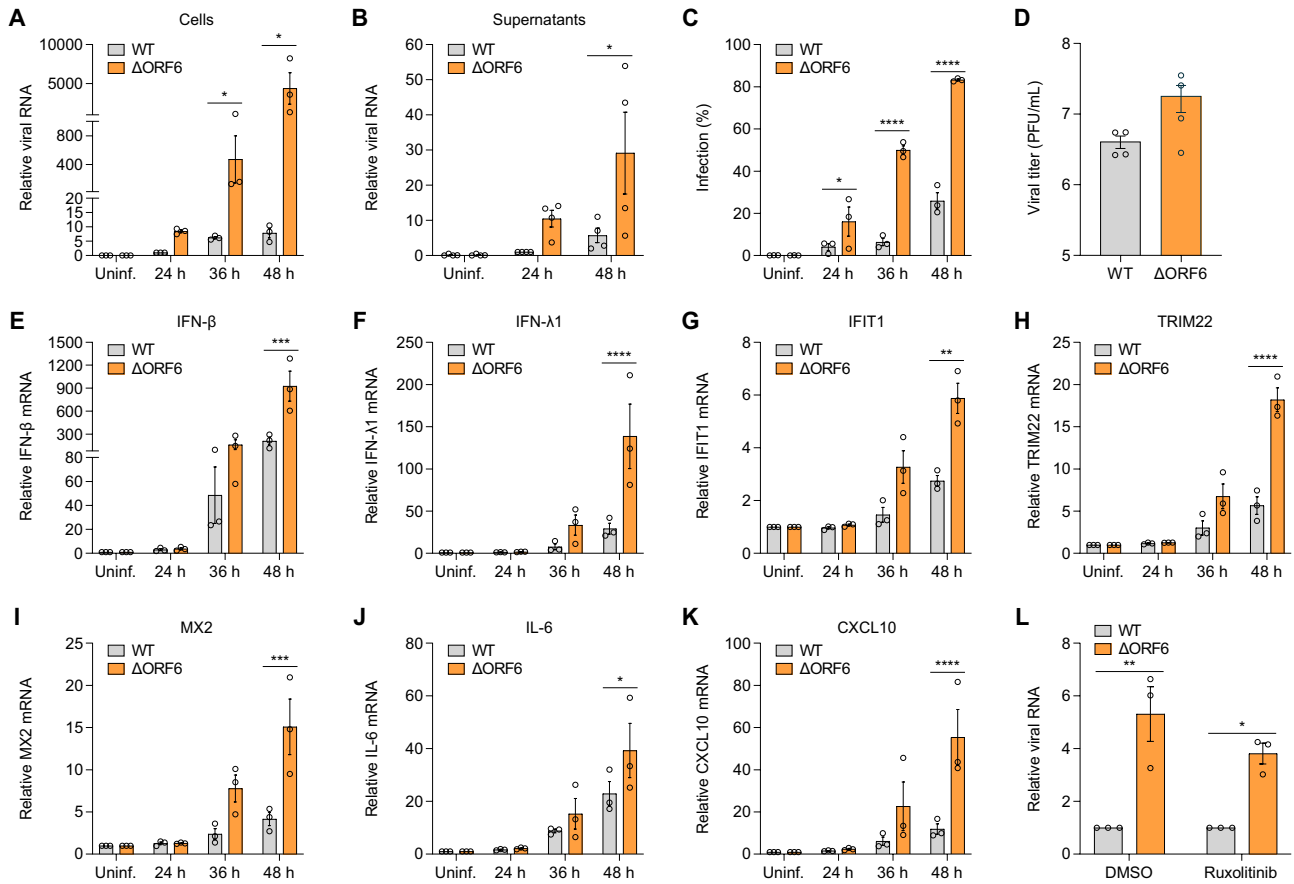 A
Cells
WT
ΔORF6
Relative viral RNA
10000
5000
800
400
20
15
10
5
0
*
*
Uninf.
24 h
36 h
48 h
B
Supernatants
WT
ΔORF6
Relative viral RNA
60
50
40
30
20
10
0
*
Uninf.
24 h
48 h
C
WT
ΔORF6
Infection (%)
100
80
60
40
20
0
*
****
****
Uninf.
24 h
36 h
48 h
D
Viral titer (PFU/mL)
8
7
6
5
WT
ΔORF6
E
IFN-β
WT
ΔORF6
Relative IFN-β mRNA
1500
1200
900
600
300
80
60
40
20
0
***
Uninf.
24 h
36 h
48 h
F
IFN-λ1
WT
ΔORF6
Relative IFN-λ1 mRNA
250
200
150
100
50
0
****
Uninf.
24 h
36 h
48 h
G
IFIT1
WT
ΔORF6
Relative IFIT1 mRNA
8
6
4
2
0
**
Uninf.
24 h
36 h
48 h
H
TRIM22
WT
ΔORF6
Relative TRIM22 mRNA
25
20
15
10
5
0
****
Uninf.
24 h
36 h
48 h
I
MX2
WT
ΔORF6
Relative MX2 mRNA
25
20
15
10
5
0
***
Uninf.
24 h
36 h
48 h
J
IL-6
WT
ΔORF6
Relative IL-6 mRNA
80
60
40
20
0
*
Uninf.
24 h
36 h
48 h
K
CXCL10
WT
ΔORF6
Relative CXCL10 mRNA
100
80
60
40
20
0
****
Uninf.
24 h
36 h
48 h
L
WT
ΔORF6
Relative viral RNA
8
6
4
2
0
**
*
DMSO
Ruxolitinib